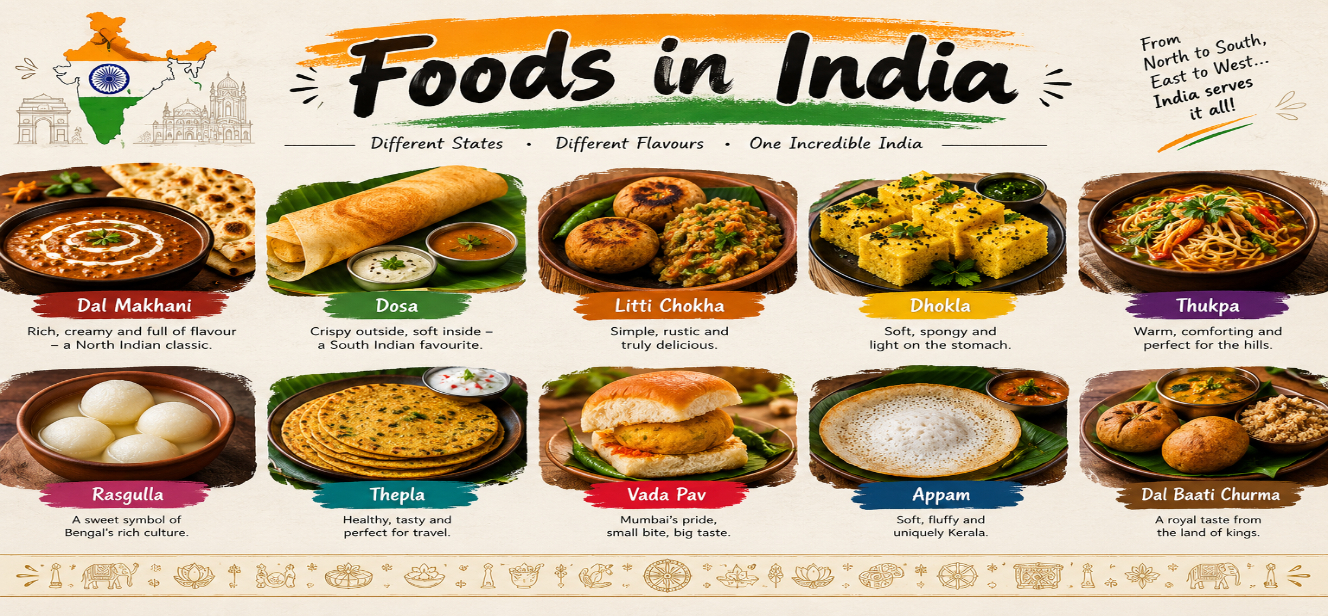 Foods in India
Different States • Different Flavours • One Incredible India
From
North to South,
East to West...
India serves
it all!
Dal Makhani
Rich, creamy and full of flavour
– a North Indian classic.
Dosa
Crispy outside, soft inside –
a South Indian favourite.
Litti Chokha
Simple, rustic and
truly delicious.
Dhokla
Soft, spongy and
light on the stomach.
Thukpa
Warm, comforting and
perfect for the hills.
Rasgulla
A sweet symbol of
Bengal's rich culture.
Thepla
Healthy, tasty and
perfect for travel.
Vada Pav
Mumbai's pride,
small bite, big taste.
Appam
Soft, fluffy and
uniquely Kerala.
Dal Baati Churma
A royal taste from
the land of kings.